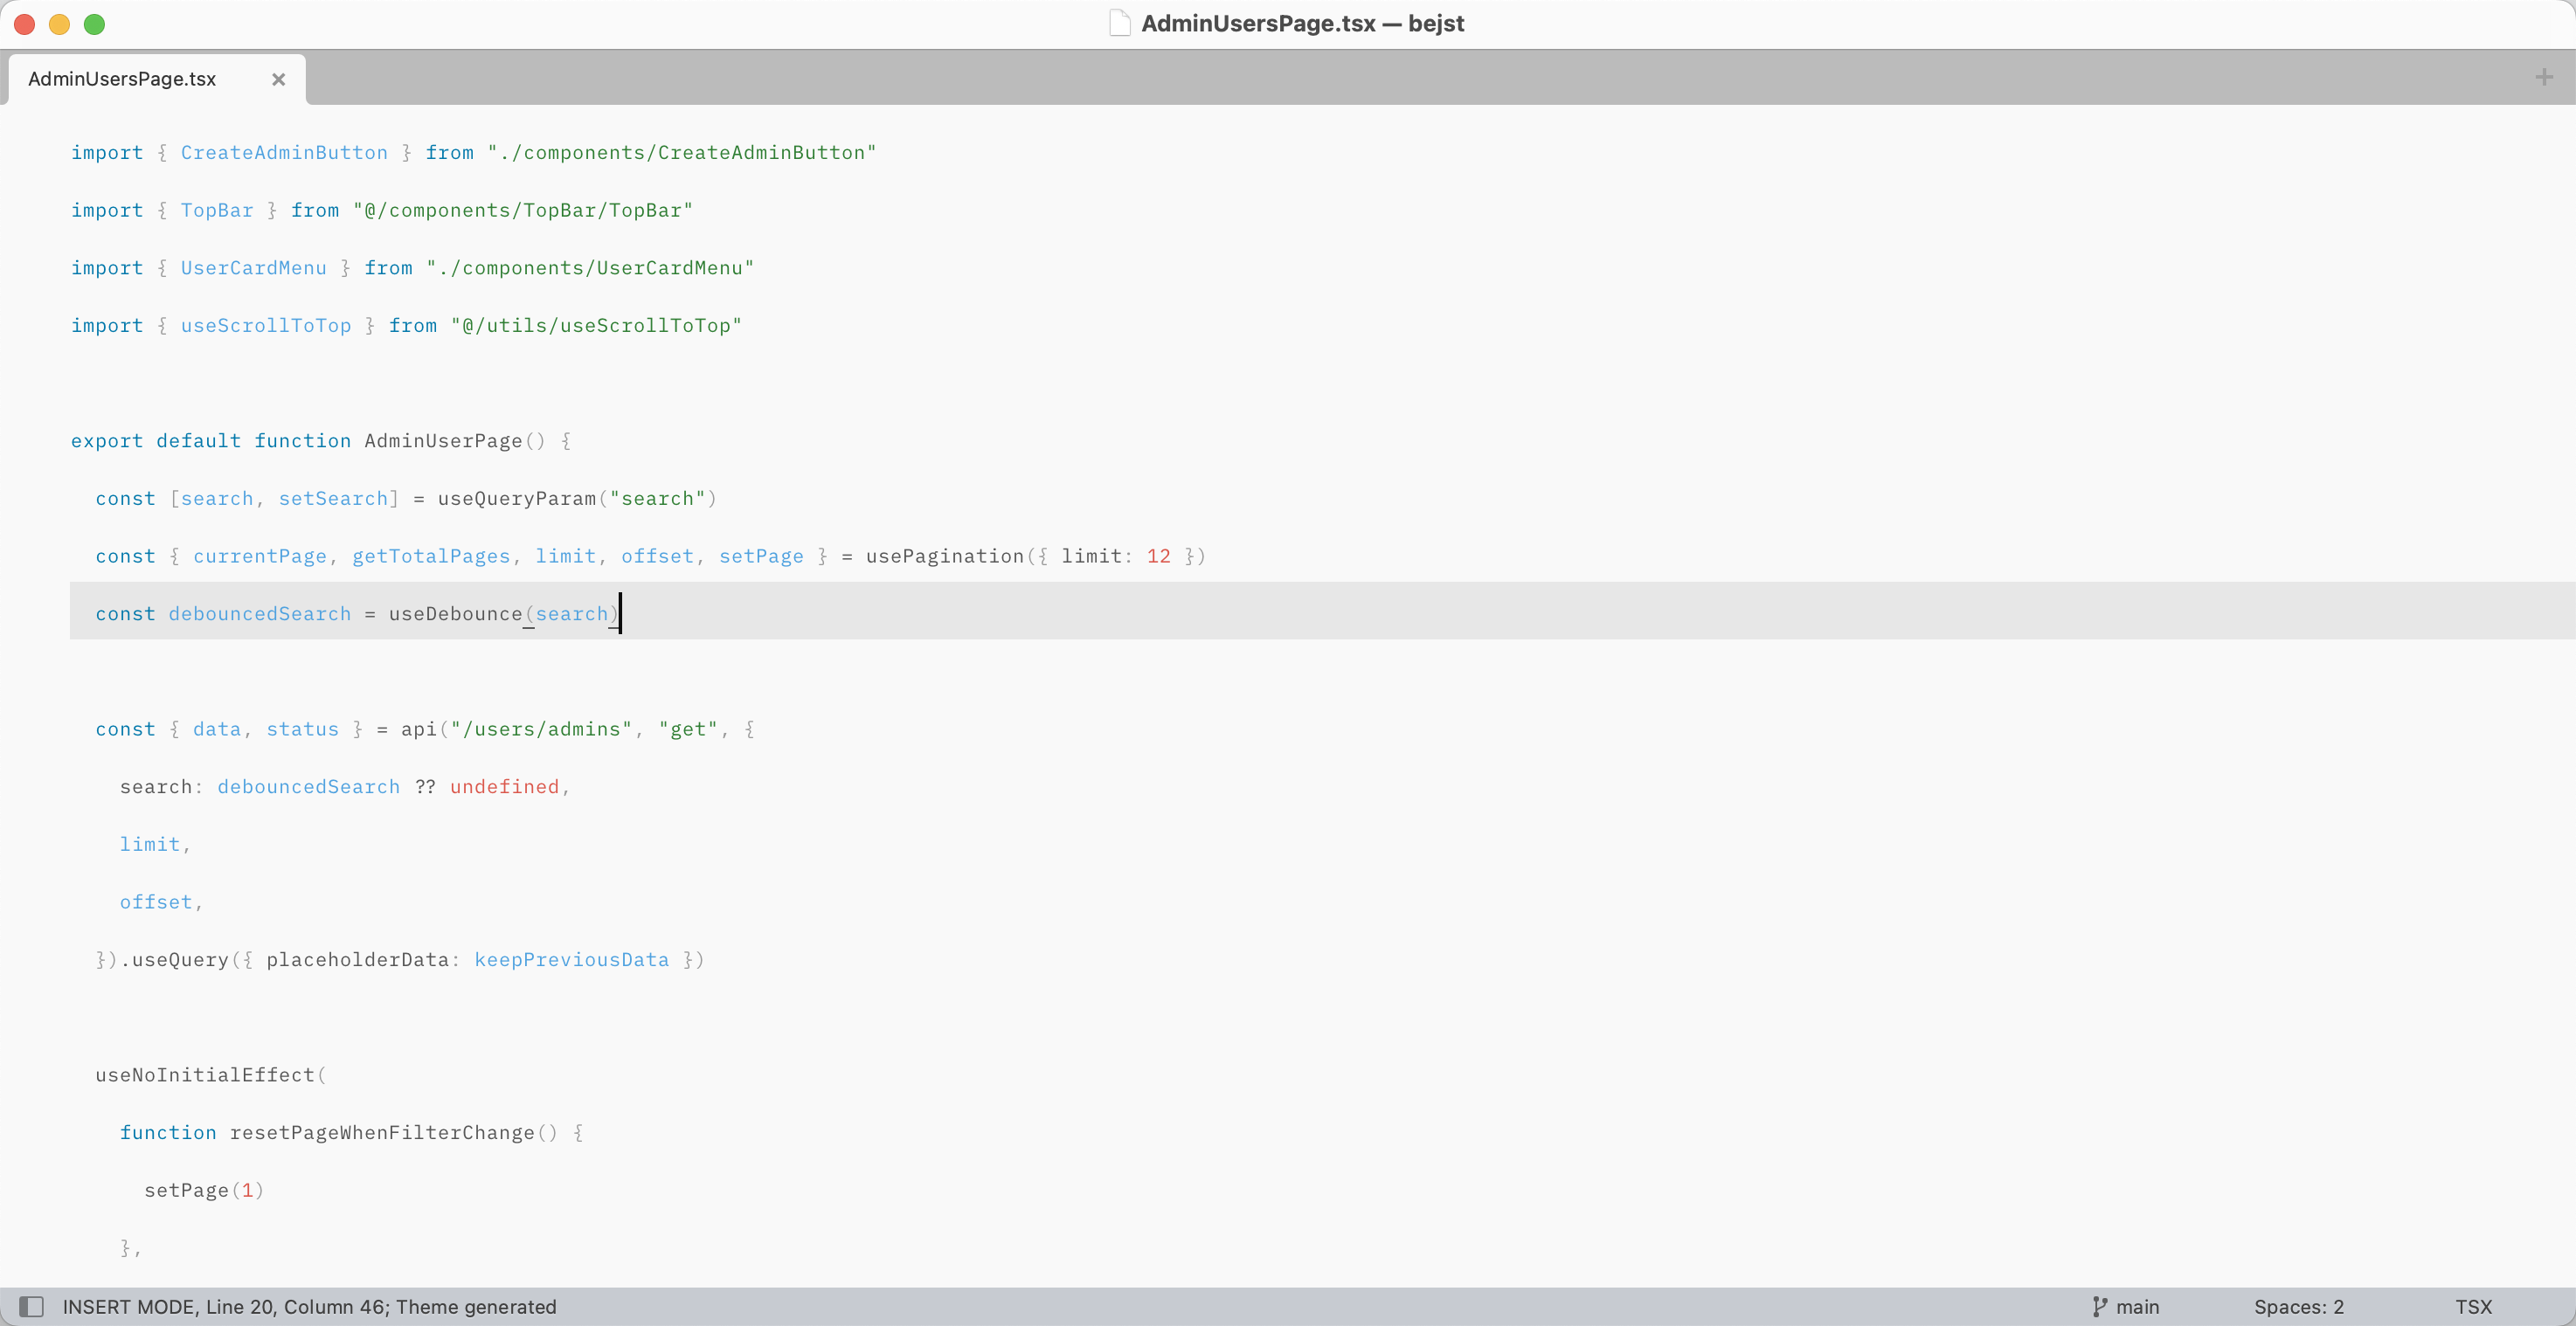 AdminUsersPage.tsx — bejst
AdminUsersPage.tsx
import { CreateAdminButton } from "./components/CreateAdminButton"
import { TopBar } from "@/components/TopBar/TopBar"
import { UserCardMenu } from "./components/UserCardMenu"
import { useScrollToTop } from "@/utils/useScrollToTop"
export default function AdminUserPage() {
  const [search, setSearch] = useQueryParam("search")
  const { currentPage, getTotalPages, limit, offset, setPage } = usePagination({ limit: 12 })
  const debouncedSearch = useDebounce(search)
  const { data, status } = api("/users/admins", "get", {
    search: debouncedSearch ?? undefined,
    limit,
    offset,
  }).useQuery({ placeholderData: keepPreviousData })
  useNoInitialEffect(
    function resetPageWhenFilterChange() {
      setPage(1)
    },
INSERT MODE, Line 20, Column 46; Theme generated
main
Spaces: 2
TSX